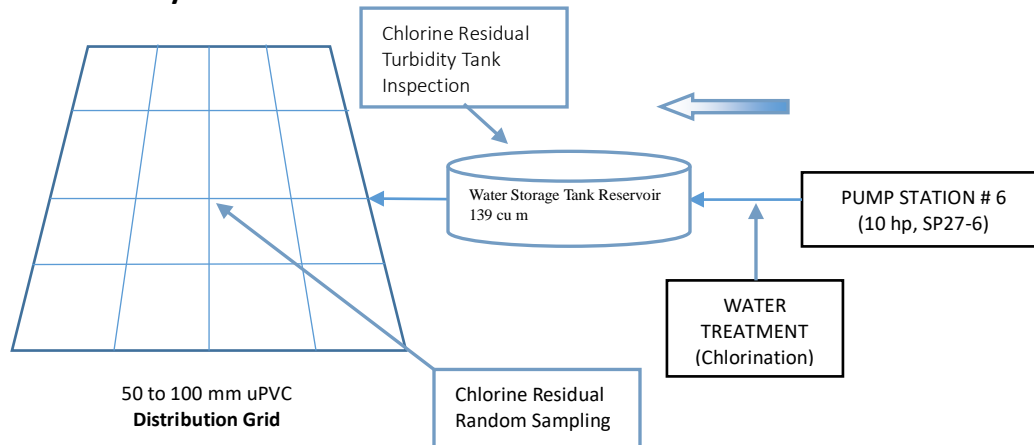 Chlorine Residual
Turbidity Tank
Inspection
Water Storage Tank Reservoir
139 cu m
PUMP STATION # 6
(10 hp, SP27-6)
WATER
TREATMENT
(Chlorination)
50 to 100 mm uPVC
Distribution Grid
Chlorine Residual
Random Sampling